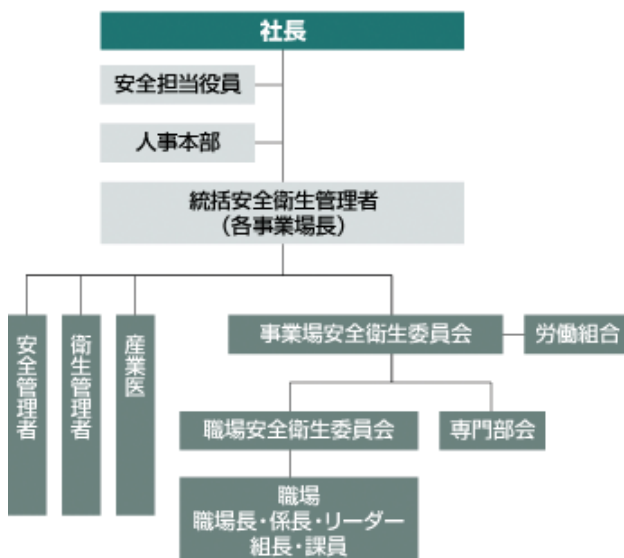 社長
安全担当役員
人事本部
統括安全衛生管理者
(各事業場長)
安全管理者
衛生管理者
産業医
事業場安全衛生委員会
労働組合
職場安全衛生委員会
専門部会
職場
職場長・係長・リーダー
組長・課員